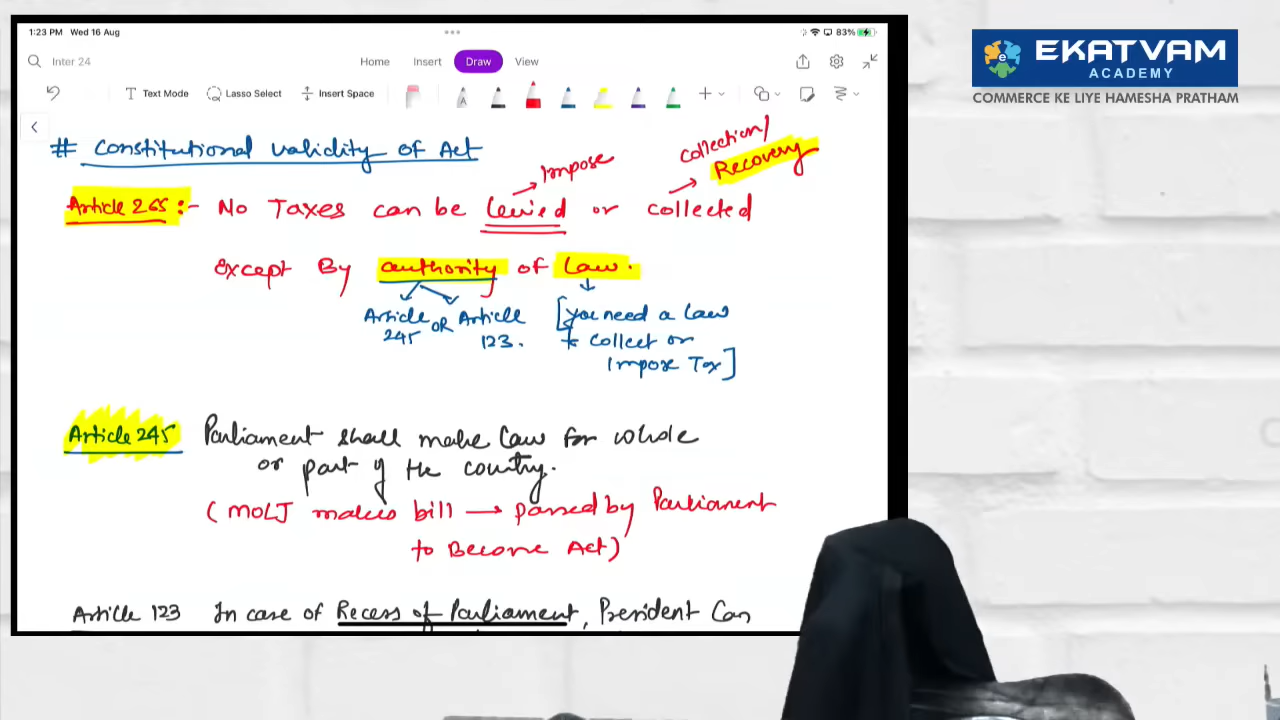 1:23 PM Wed 16 Aug
83%
Inter 24
Home Insert Draw View
Text Mode Lasso Select Insert Space
EKATVAM
ACADEMY
COMMERCE KE LIYE HAMESHA PRATHAM
# Constitutional validity of Act
Impose
collection/
Recovery
Article 265 :- No Taxes can be levied or collected
except By authority of law.
Article 245 OR Article 123.
[you need a law
to collect or
Impose Tax]
Article 245 Parliament shall make law for whole
or part of the country.
(MOLJ makes bill → passed by Parliament
to Become Act)
Article 123 In case of Recess of Parliament, President Can